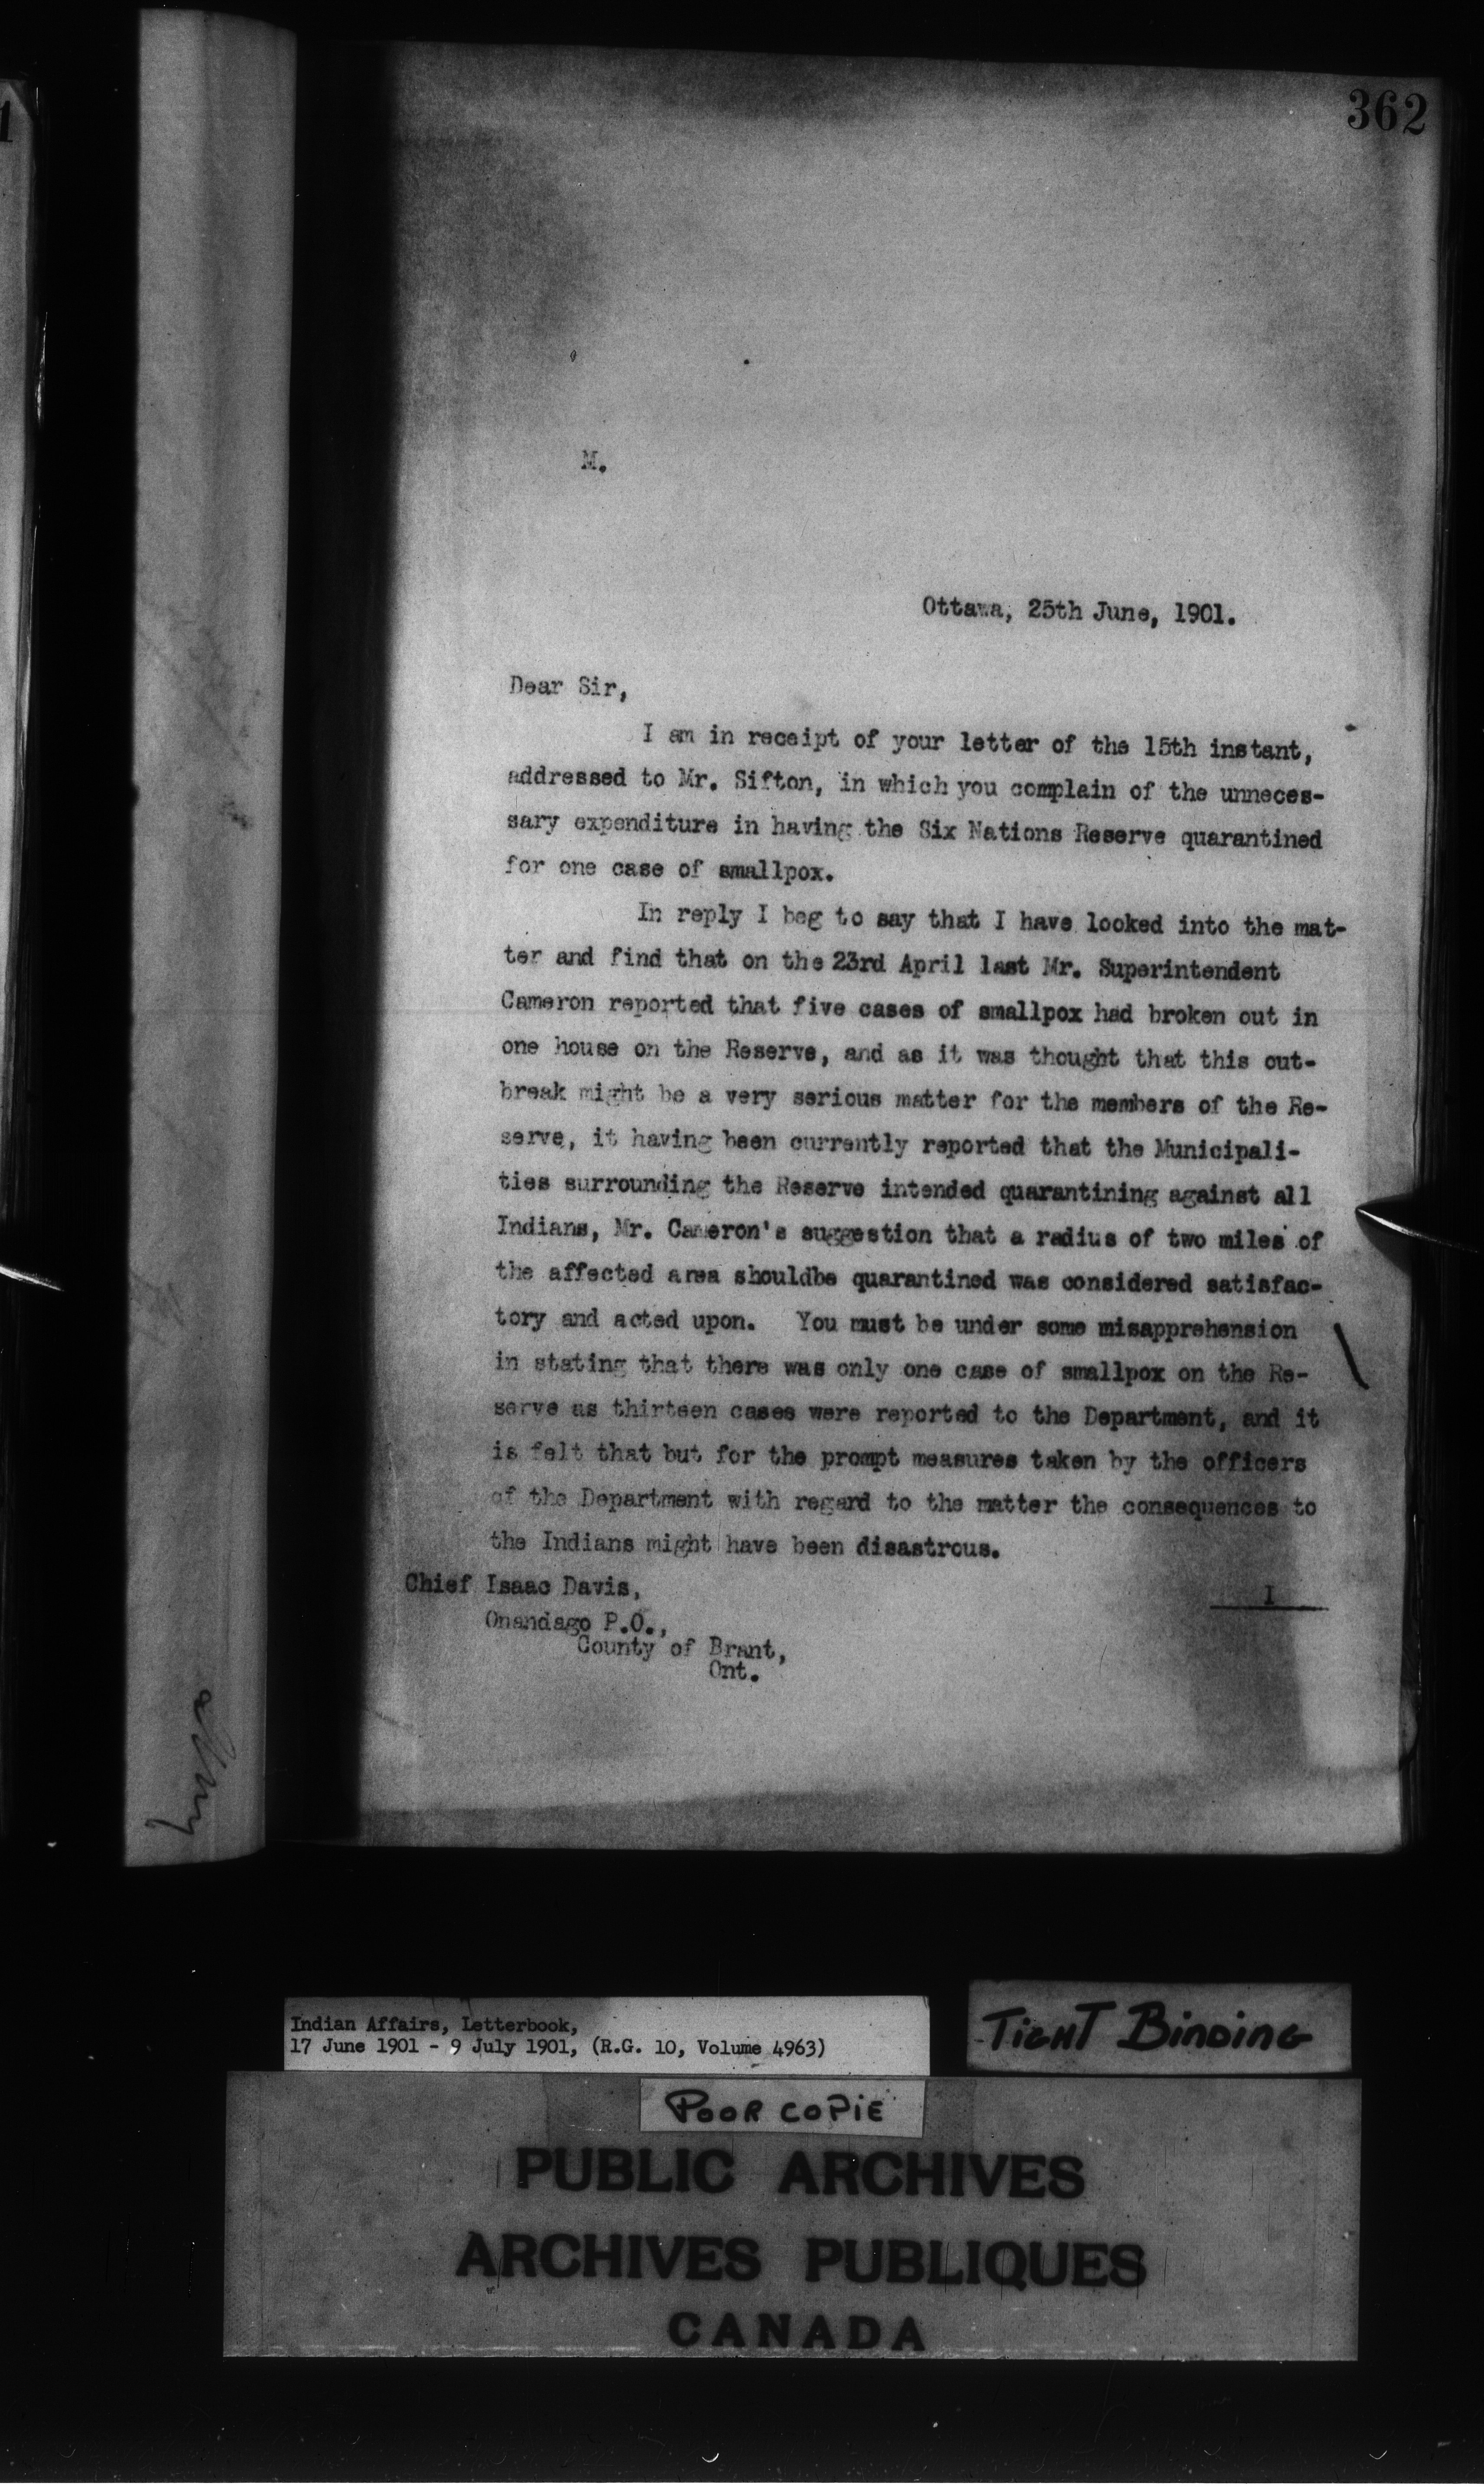 362
M.
Ottawa, 25th June, 1901.
Dear Sir,
I am in receipt of your letter of the 15th instant,
addressed to Mr. Sifton, in which you complain of the unneces-
sary expenditure in having the Six Nations Reserve quarantined
for one case of smallpox.
In reply I beg to say that I have looked into the mat-
ter and find that on the 23rd April last Mr. Superintendent
Cameron reported that five cases of smallpox had broken out in
one house on the Reserve, and as it was thought that this out-
break might be a very serious matter for the members of the Re-
serve, it having been currently reported that the Municipali-
ties surrounding the Reserve intended quarantining against all
Indians, Mr. Cameron's suggestion that a radius of two miles of
the affected area shouldbe quarantined was considered satisfac-
tory and acted upon. You must be under some misapprehension
in stating that there was only one case of smallpox on the Re-
serve as thirteen cases were reported to the Department, and it
is felt that but for the prompt measures taken by the officers
of the Department with regard to the matter the consequences to
the Indians might have been disastrous.
Chief Isaac Davis,
I
Onandago P.O.,
County of Brant,
Ont.
Indian Affairs, Letterbook,
17 June 1901 - 9 July 1901, (R.G. 10, Volume 4963)
TIGHT BINDING
POOR COPIE
PUBLIC ARCHIVES
ARCHIVES PUBLIQUES
CANADA